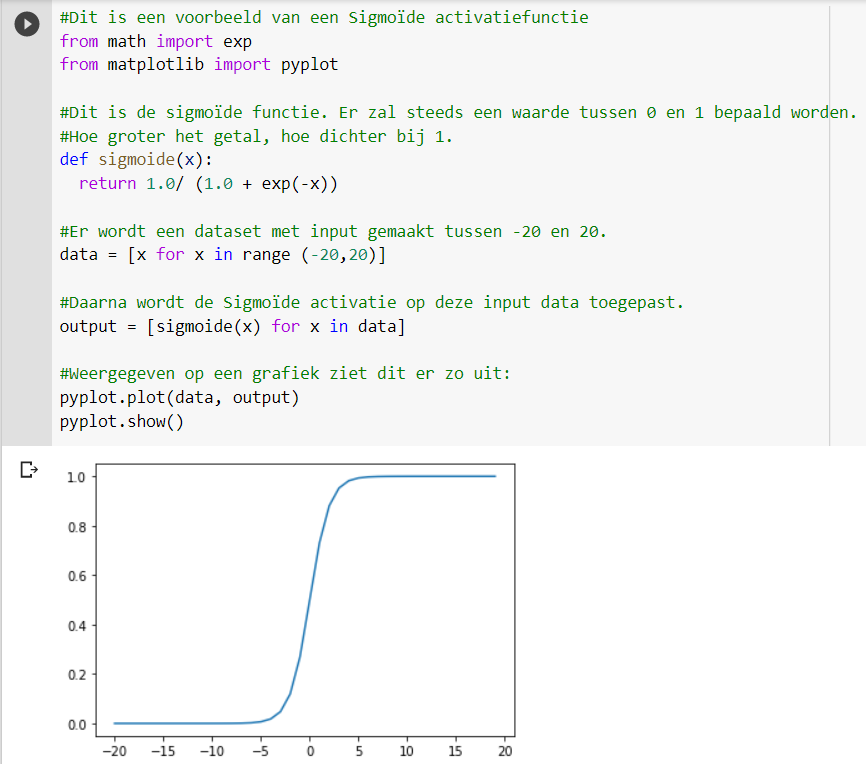 #Dit is een voorbeeld van een Sigmoïde activatiefunctie
from math import exp
from matplotlib import pyplot

#Dit is de sigmoïde functie. Er zal steeds een waarde tussen 0 en 1 bepaald worden.
#Hoe groter het getal, hoe dichter bij 1.
def sigmoide(x):
  return 1.0/ (1.0 + exp(-x))

#Er wordt een dataset met input gemaakt tussen -20 en 20.
data = [x for x in range (-20,20)]

#Daarna wordt de Sigmoïde activatie op deze input data toegepast.
output = [sigmoide(x) for x in data]

#Weergegeven op een grafiek ziet dit er zo uit:
pyplot.plot(data, output)
pyplot.show()

1.0
0.8
0.6
0.4
0.2
0.0
−20 −15 −10 −5 0 5 10 15 20